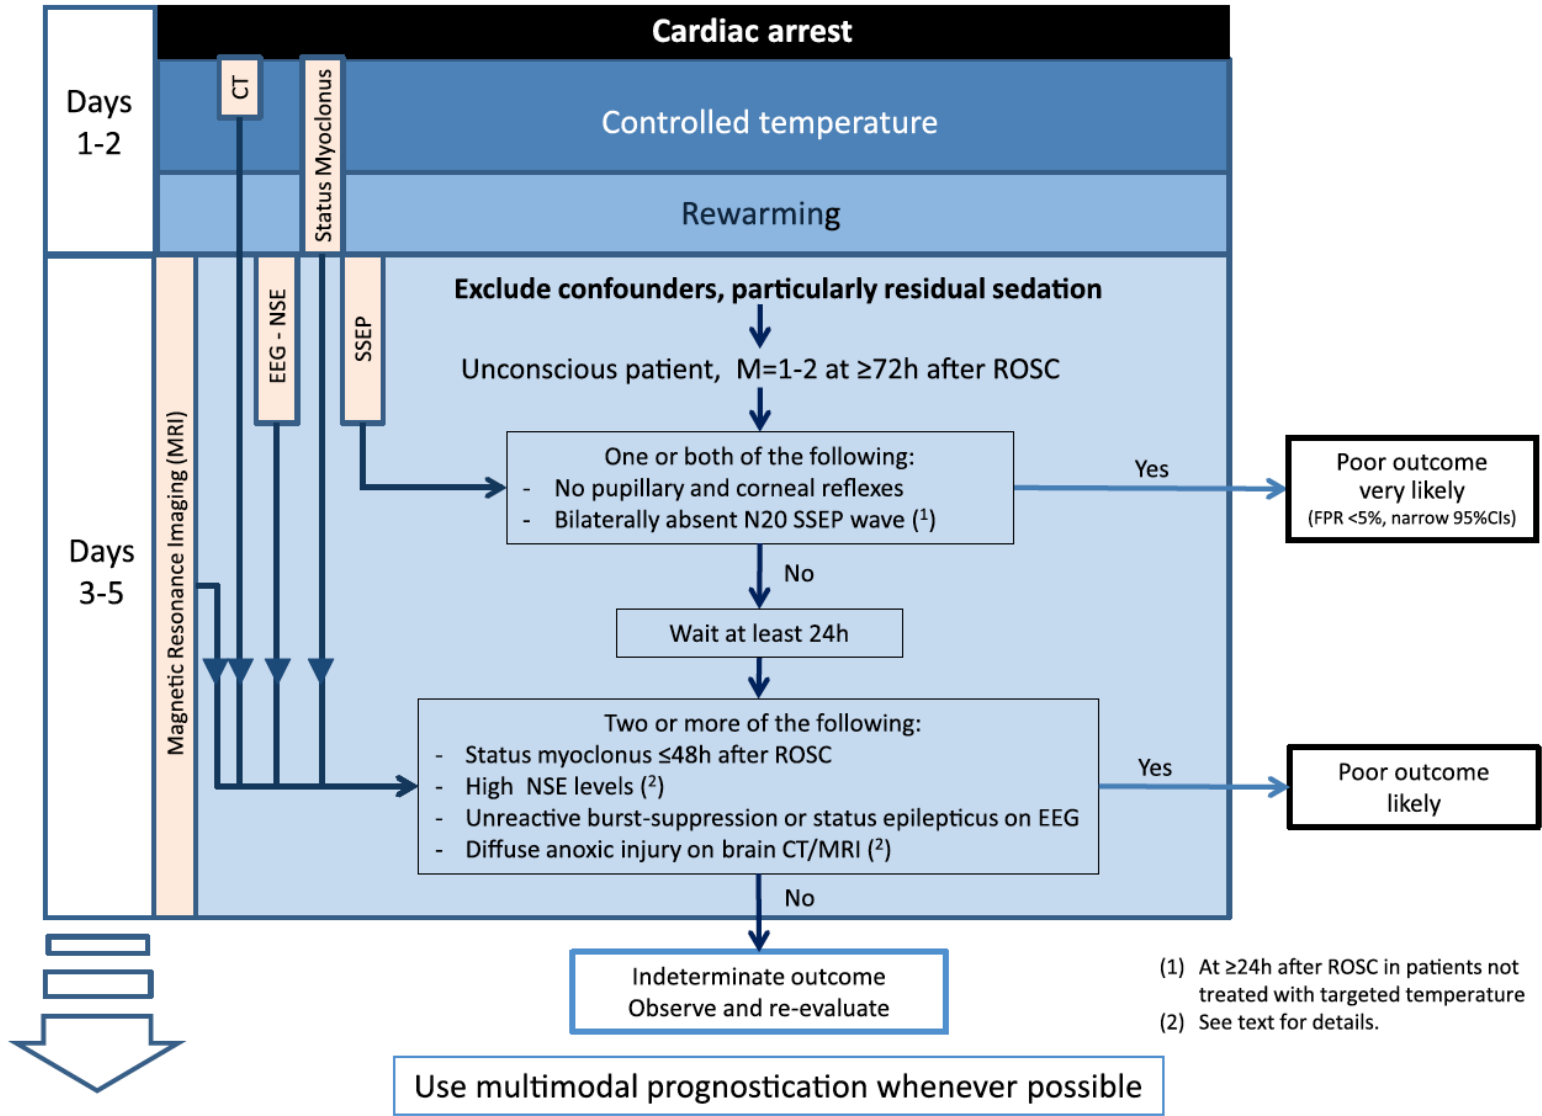 Cardiac arrest
Days
1-2
CT
Status Myoclonus
Controlled temperature
Rewarming
Days
3-5
Magnetic Resonance Imaging (MRI)
EEG - NSE
SSEP
Exclude confounders, particularly residual sedation
Unconscious patient, M=1-2 at ≥72h after ROSC
One or both of the following:
- No pupillary and corneal reflexes
- Bilaterally absent N20 SSEP wave (¹)
Yes
Poor outcome
very likely
(FPR <5%, narrow 95%CIs)
No
Wait at least 24h
Two or more of the following:
- Status myoclonus ≤48h after ROSC
- High NSE levels (²)
- Unreactive burst-suppression or status epilepticus on EEG
- Diffuse anoxic injury on brain CT/MRI (²)
Yes
Poor outcome
likely
No
Indeterminate outcome
Observe and re-evaluate
(1) At ≥24h after ROSC in patients not
treated with targeted temperature
(2) See text for details.
Use multimodal prognostication whenever possible